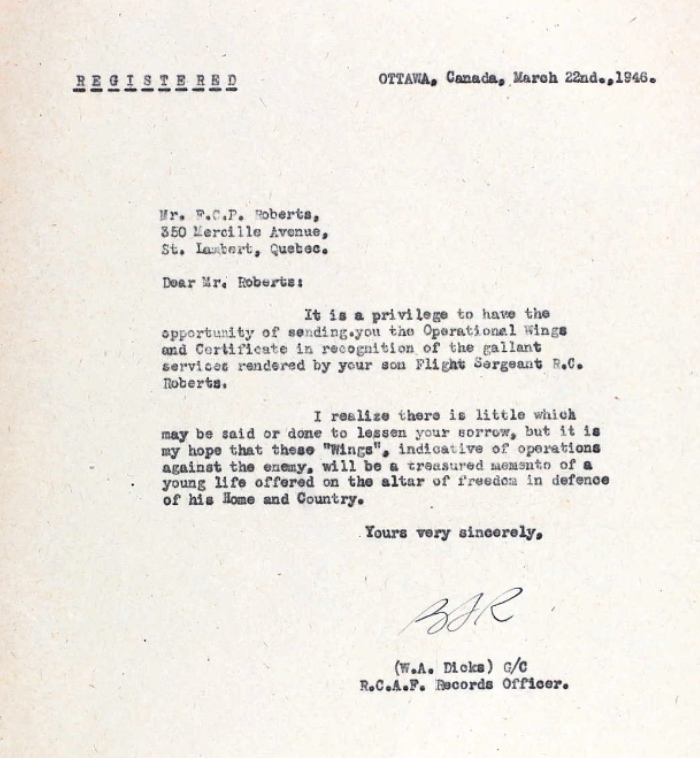 REGISTERED
OTTAWA, Canada, March 22nd.,1946.
Mr. F.C.P. Roberts,
350 Mercille Avenue,
St. Lambert, Quebec.
Dear Mr. Roberts:
It is a privilege to have the
opportunity of sending.you the Operational Wings
and Certificate in recognition of the gallant
services rendered by your son Flight Sergeant R.C.
Roberts.
I realize there is little which
may be said or done to lessen your sorrow, but it is
my hope that these "Wings", indicative of operations
against the enemy, will be a treasured memento of a
young life offered on the altar of freedom in defence
of his Home and Country.
Yours very sincerely,
(W.A. Dicks) G/C
R.C.A.F. Records Officer.